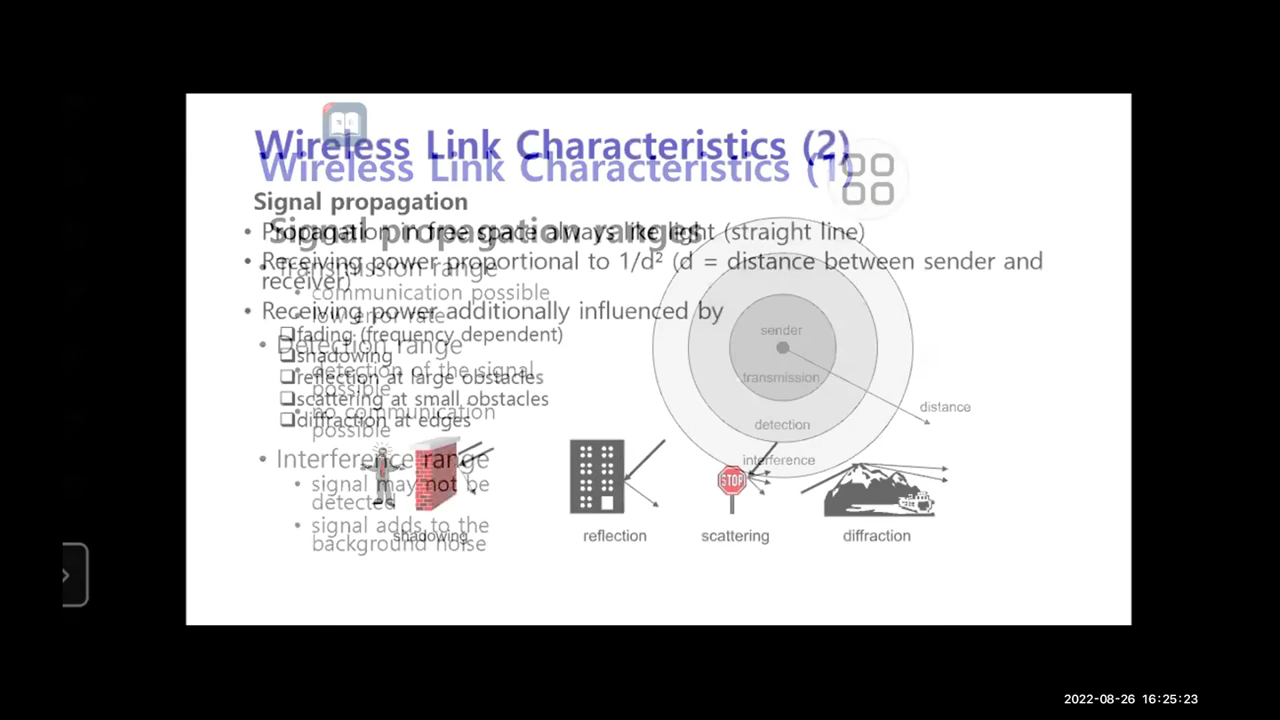 Wireless Link Characteristics (2)
Wireless Link Characteristics (1)
Signal propagation
• Propagation in free space always like light (straight line)
• Receiving power proportional to 1/d² (d = distance between sender and
receiver)
• Receiving power additionally influenced by
❑fading (frequency dependent)
❑shadowing
❑reflection at large obstacles
❑scattering at small obstacles
❑diffraction at edges
shadowing
reflection
STOP
scattering
diffraction
Signal propagation ranges
• Transmission range
• communication possible
• low error rate
• Detection range
• detection of the signal
possible
• no communication
possible
• Interference range
• signal may not be
detected
• signal adds to the
background noise
sender
transmission
distance
detection
interference
2022-08-26 16:25:23